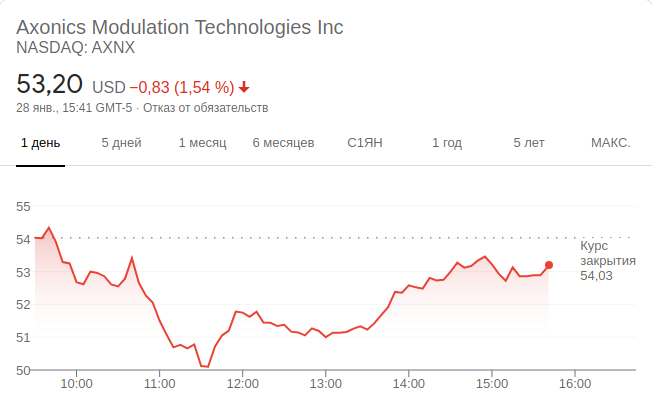 Axonics Modulation Technologies Inc
NASDAQ: AXNX
53,20 USD −0,83 (1,54 %)
28 янв., 15:41 GMT-5 · Отказ от обязательств
1 день 5 дней 1 месяц 6 месяцев С1ЯН 1 год 5 лет МАКС.
55
54
53
52
51
50
Курс
закрытия
54,03
10:00 11:00 12:00 13:00 14:00 15:00 16:00